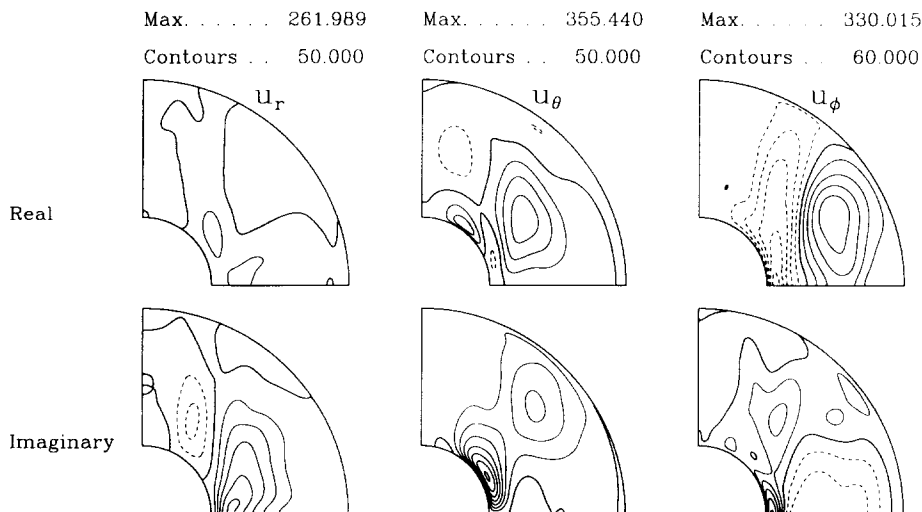 Max. . . . . . 261.989 Max. . . . . . 355.440 Max. . . . . . 330.015
Contours . . 50.000 Contours . . 50.000 Contours . . 60.000
u_r u_θ u_ϕ
Real
Imaginary